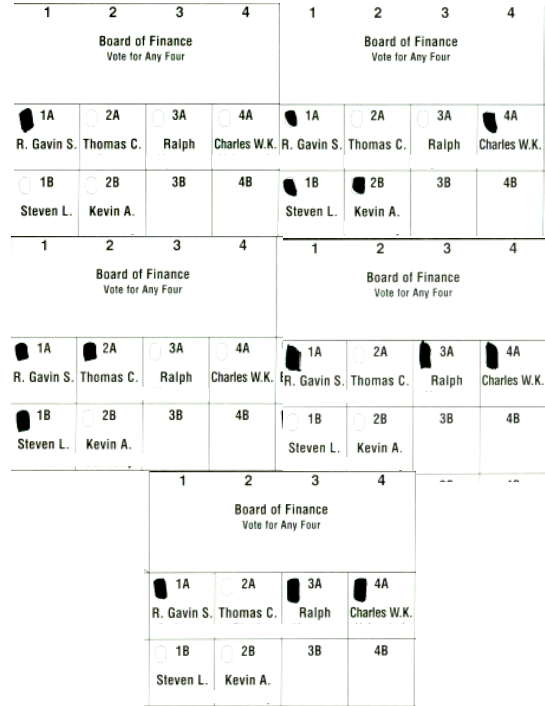 1 2 3 4
Board of Finance
Vote for Any Four
1A 2A 3A 4A
R. Gavin S. Thomas C. Ralph Charles W.K.
1B 2B 3B 4B
Steven L. Kevin A.
1 2 3 4
Board of Finance
Vote for Any Four
1A 2A 3A 4A
R. Gavin S. Thomas C. Ralph Charles W.K.
1B 2B 3B 4B
Steven L. Kevin A.
1 2 3 4
Board of Finance
Vote for Any Four
1A 2A 3A 4A
R. Gavin S. Thomas C. Ralph Charles W.K.
1B 2B 3B 4B
Steven L. Kevin A.
Board of Finance
Vote for Any Four
1A 2A 3A 4A
R. Gavin S. Thomas C. Ralph Charles W.K.
1B 2B 3B 4B
Steven L. Kevin A.
1 2 3 4
Board of Finance
Vote for Any Four
1A 2A 3A 4A
R. Gavin S. Thomas C. Ralph Charles W.K.
1B 2B 3B 4B
Steven L. Kevin A.